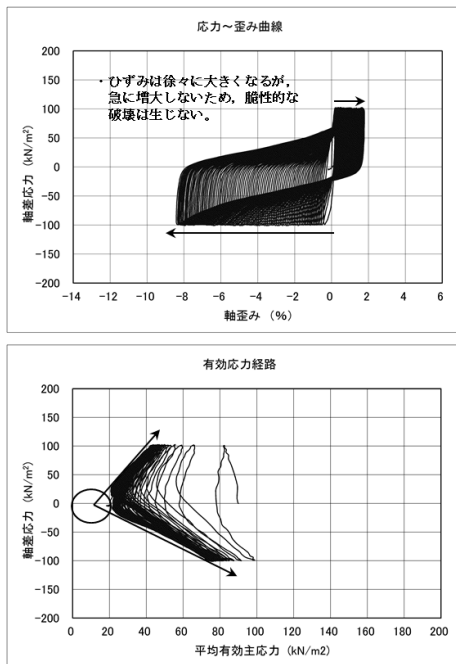 応力～歪み曲線
・ひずみは徐々に大きくなるが，
急に増大しないため，脆性的な
破壊は生じない。
軸差応力（kN/m²）
200
150
100
50
0
-50
-100
-150
-200
-14 -12 -10 -8 -6 -4 -2 0 2 4 6
軸歪み （％）
有効応力経路
軸差応力（kN/m²）
200
150
100
50
0
-50
-100
-150
-200
0 20 40 60 80 100 120 140 160 180 200
平均有効主応力（kN/m2）